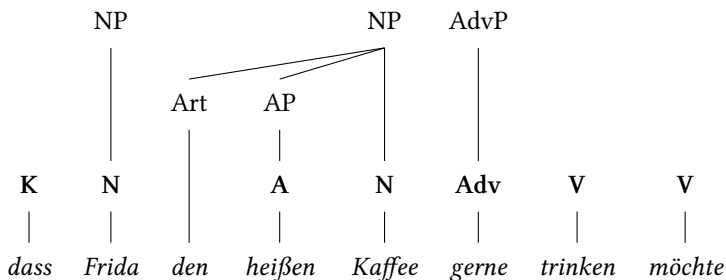 NP NP AdvP
Art AP
K N A N Adv V V
dass Frida den heißen Kaffee gerne trinken möchte